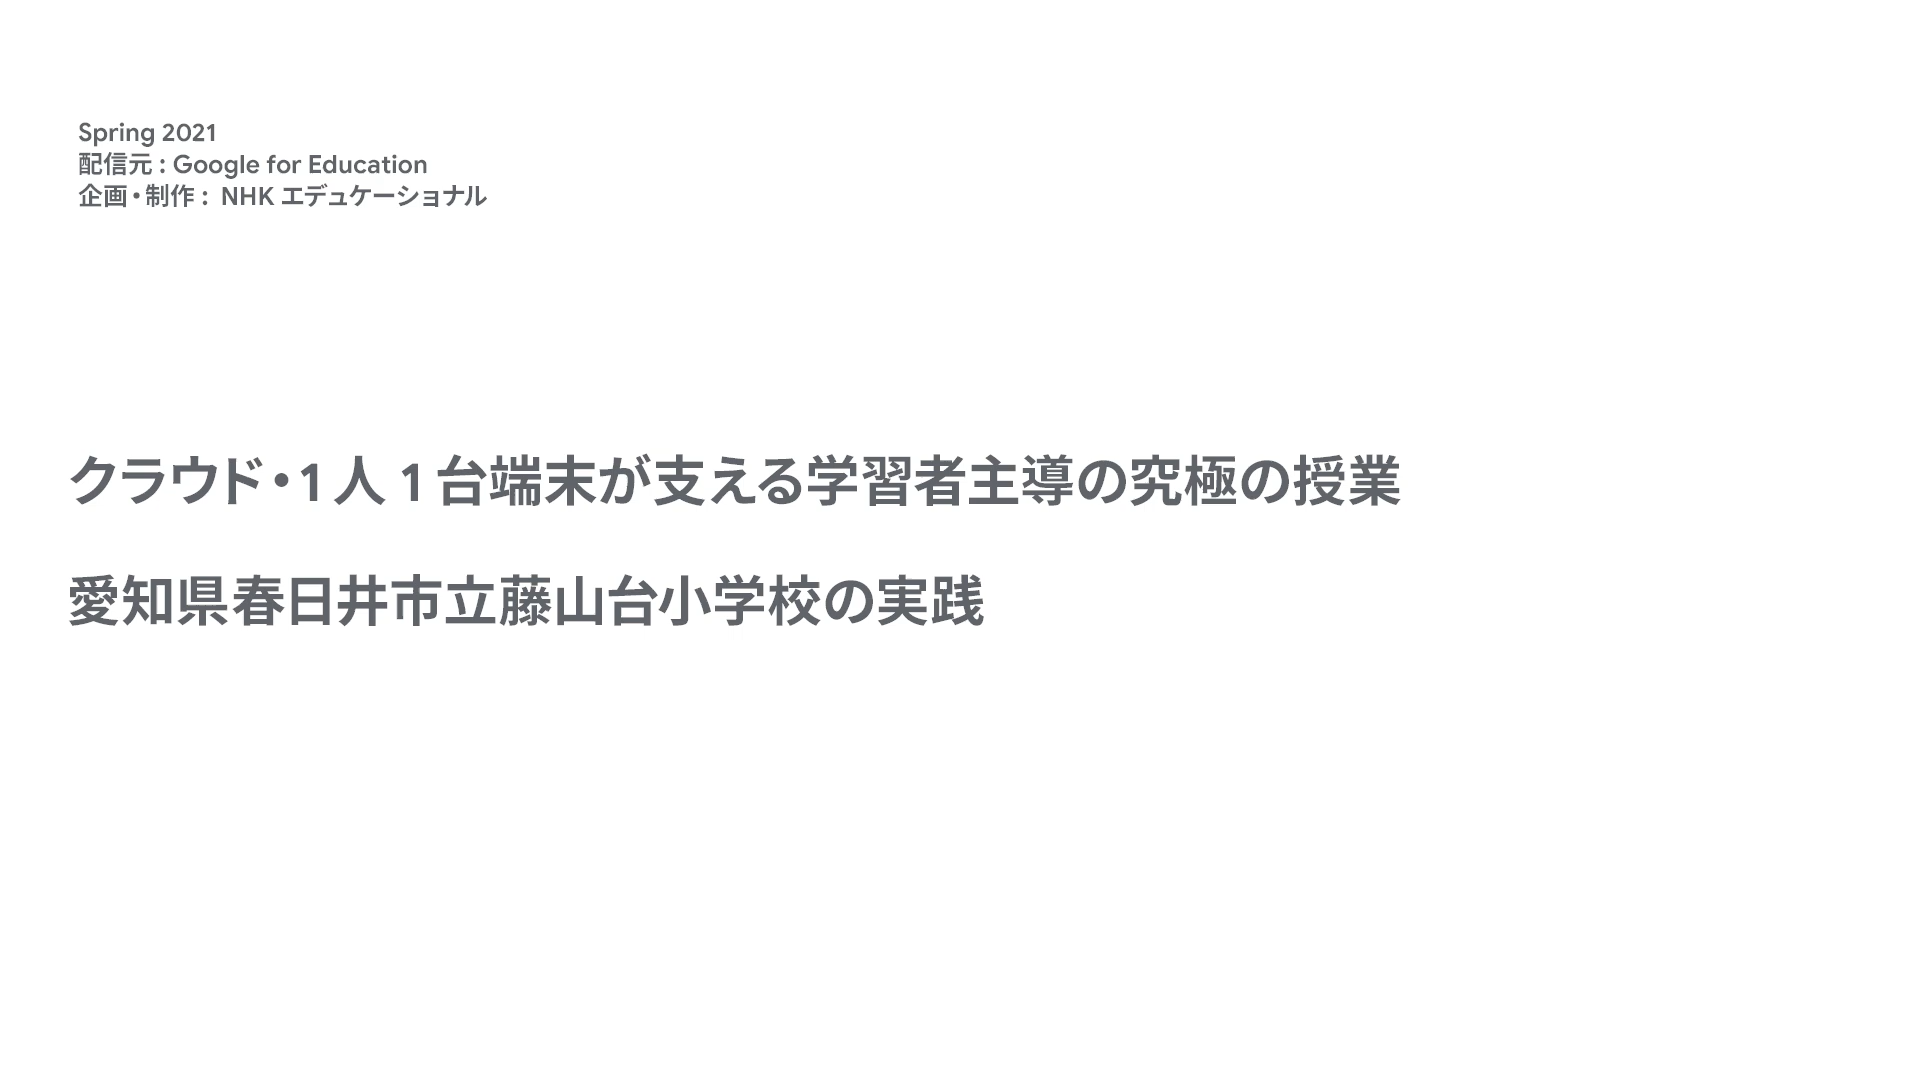 Spring 2021
配信元 : Google for Education
企画・制作 : NHK エデュケーショナル
クラウド・1 人 1 台端末が支える学習者主導の究極の授業
愛知県春日井市立藤山台小学校の実践